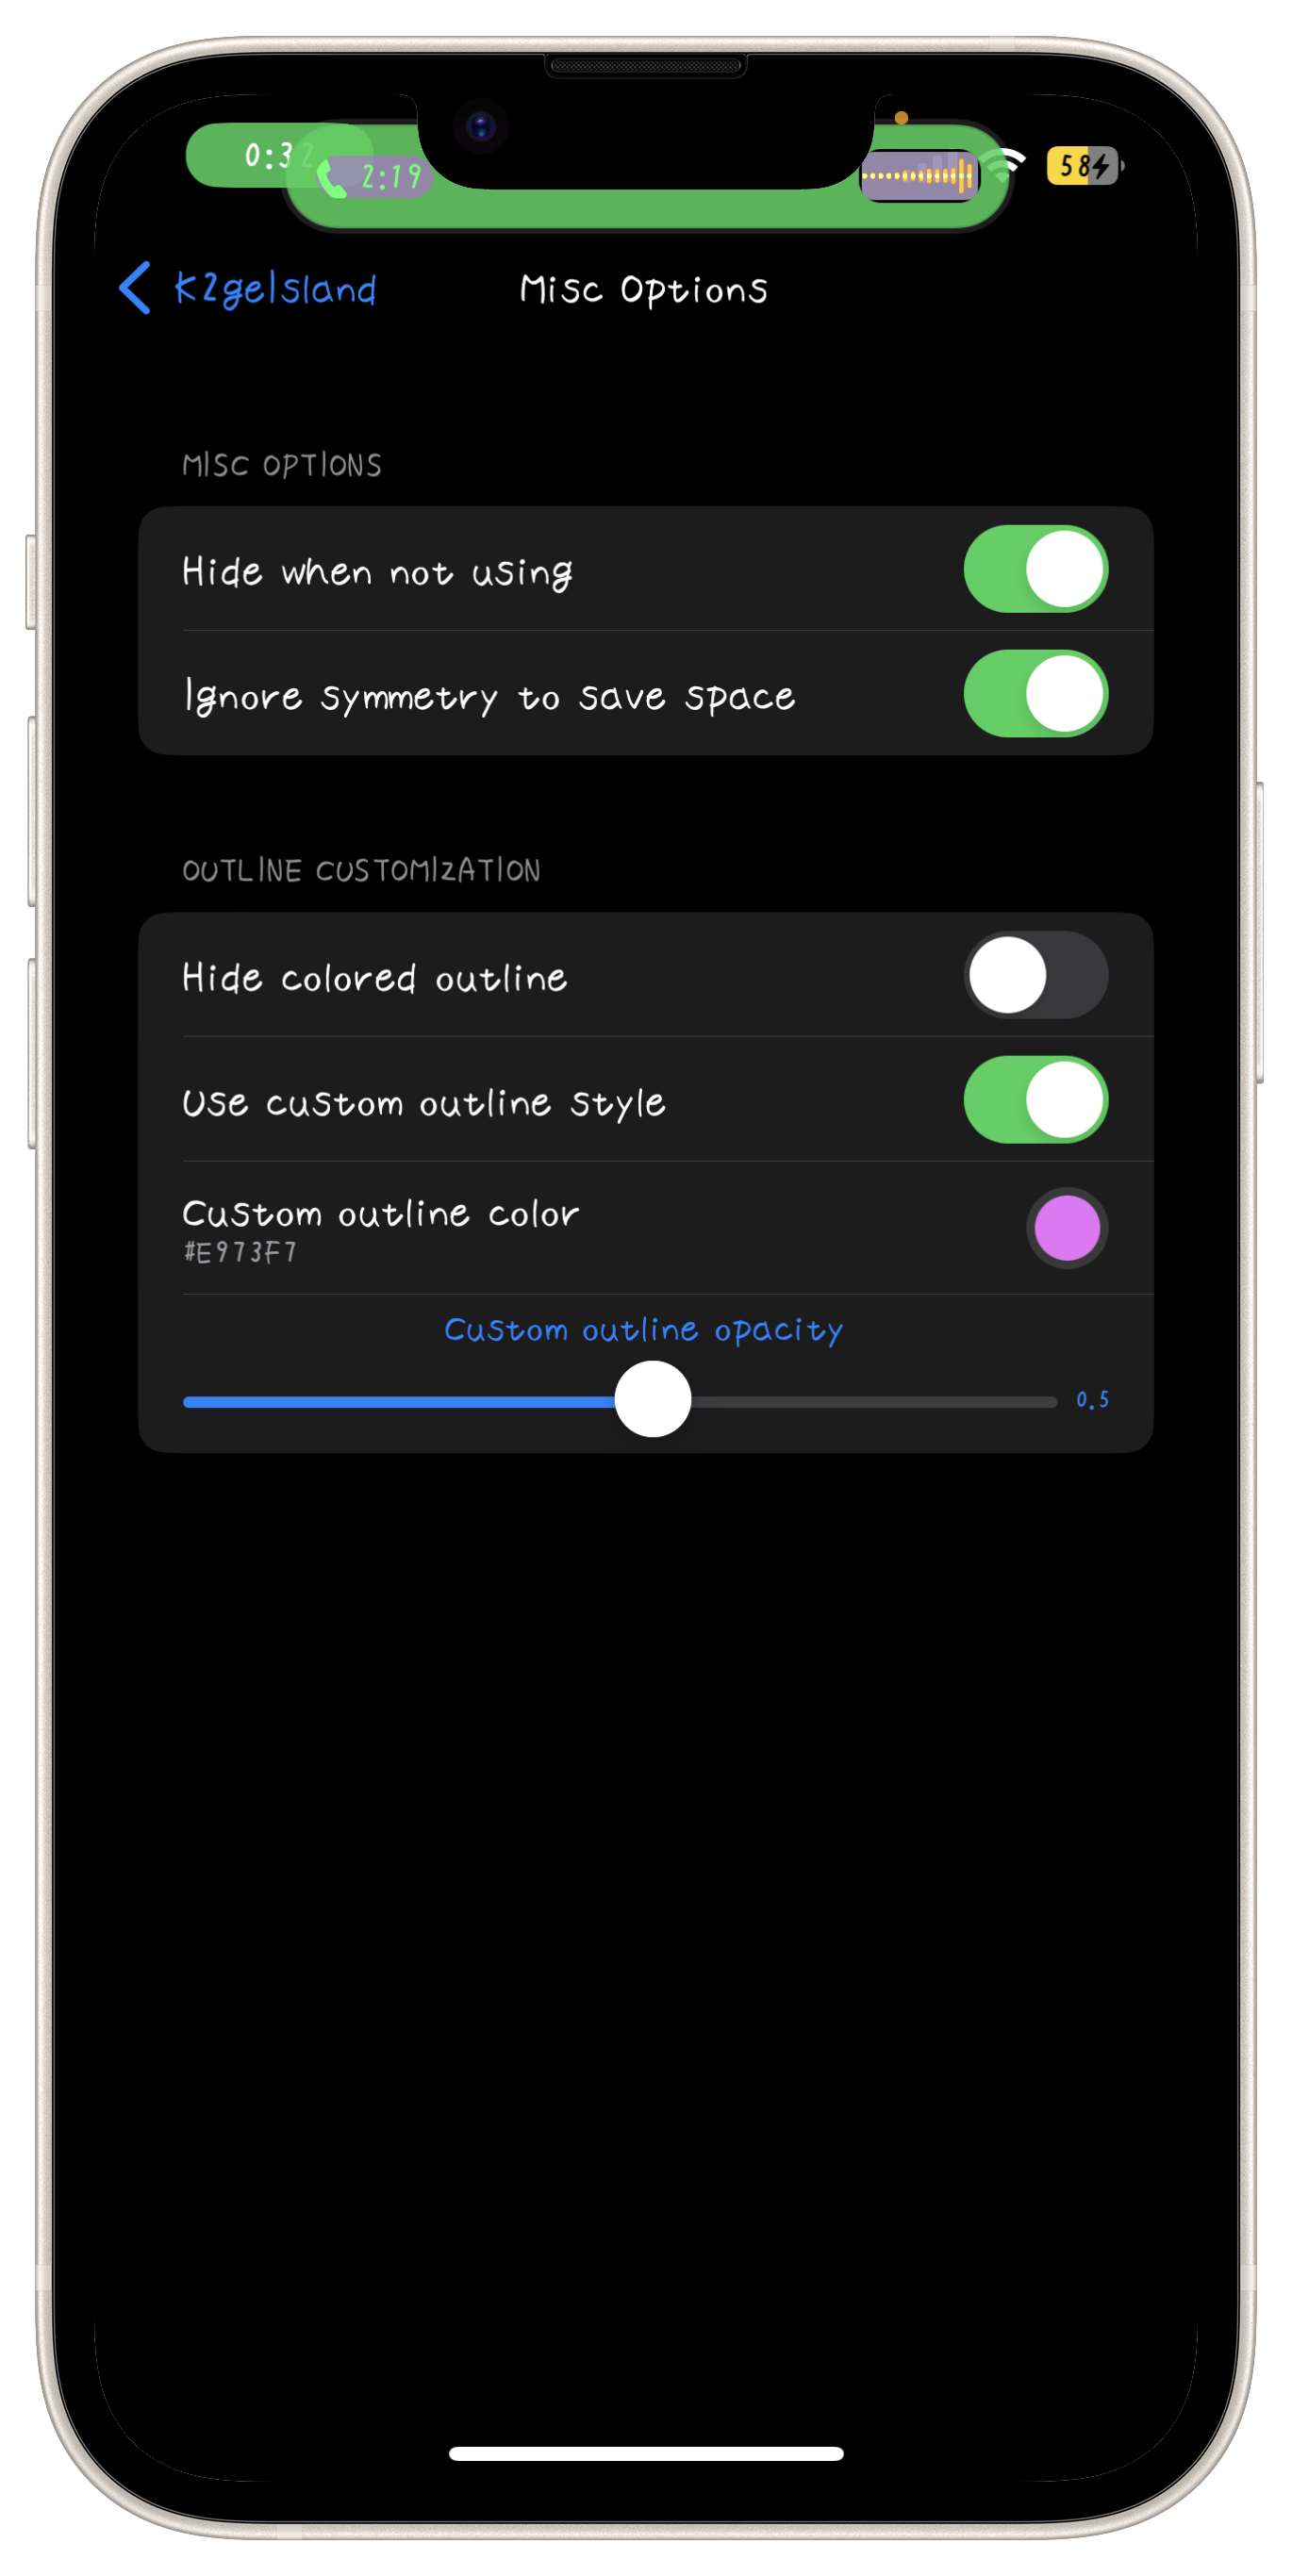 0:32
2:19
58
K2geIsland
Misc Options
MISC OPTIONS
Hide when not using
Ignore symmetry to save space
OUTLINE CUSTOMIZATION
Hide colored outline
Use custom outline style
Custom outline color
#E973F7
Custom outline opacity
0.5